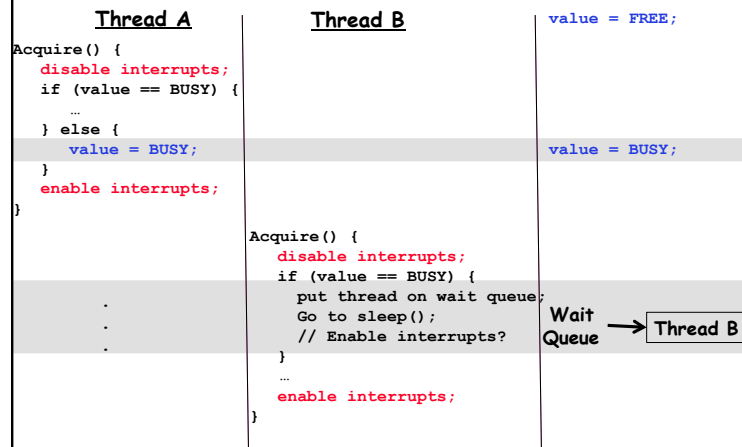 Thread A
Thread B
value = FREE;
Acquire() {
disable interrupts;
if (value == BUSY) {
…
} else {
value = BUSY;
value = BUSY;
}
enable interrupts;
}
Acquire() {
disable interrupts;
if (value == BUSY) {
put thread on wait queue;
Go to sleep();
// Enable interrupts?
}
…
enable interrupts;
}
.
.
.
Wait
Queue
Thread B